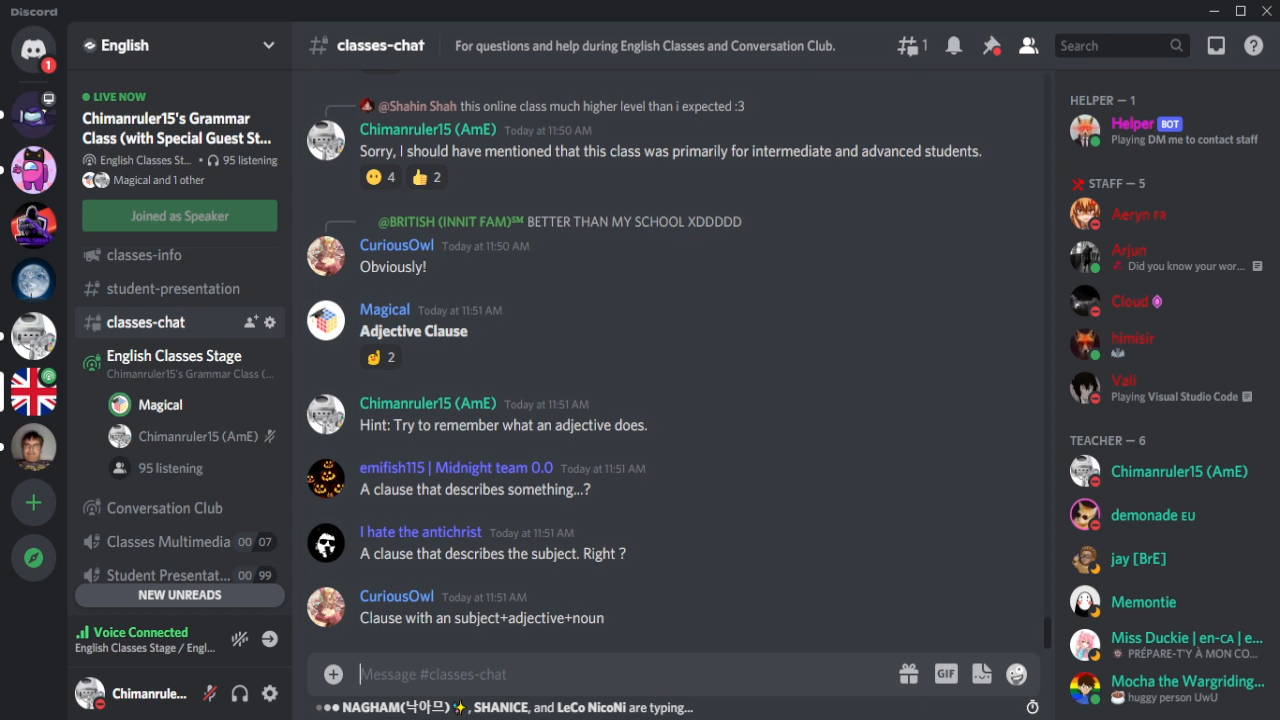 Discord
1
English
LIVE NOW
Chimanruler15's Grammar
Class (with Special Guest St...
English Classes St... • 95 listening
Magical and 1 other
Joined as Speaker
classes-info
student-presentation
classes-chat
English Classes Stage
Chimanruler15's Grammar Class (...
Magical
Chimanruler15 (AmE)
95 listening
Conversation Club
Classes Multimedia 00 07
Student Presentat... 00 99
NEW UNREADS
Voice Connected
English Classes Stage / Engl...
Chimanrule...
classes-chat For questions and help during English Classes and Conversation Club.
1
Search
@Shahin Shah this online class much higher level than i expected :3
Chimanruler15 (AmE) Today at 11:50 AM
Sorry, I should have mentioned that this class was primarily for intermediate and advanced students.
4 2
@BRITISH (INNIT FAM)℠ BETTER THAN MY SCHOOL XDDDDD
CuriousOwl Today at 11:50 AM
Obviously!
Magical Today at 11:51 AM
Adjective Clause
2
Chimanruler15 (AmE) Today at 11:51 AM
Hint: Try to remember what an adjective does.
emifish115 | Midnight team 0.0 Today at 11:51 AM
A clause that describes something...?
I hate the antichrist Today at 11:51 AM
A clause that describes the subject. Right ?
CuriousOwl Today at 11:51 AM
Clause with an subject+adjective+noun
Message #classes-chat
GIF
NAGHAM(낙아므) ✨, SHANICE, and LeCo NicoNi are typing...
HELPER — 1
Helper BOT
Playing DM me to contact staff
STAFF — 5
Aeryn FR
Arjun
Did you know your wor...
Cloud
himisir
Vali
Playing Visual Studio Code
TEACHER — 6
Chimanruler15 (AmE)
demonade EU
jay [BrE]
Memontie
Miss Duckie | en-CA | e...
PRÉPARE-T'Y À MON CO...
Mocha the Wargriding...
huggy person UwU